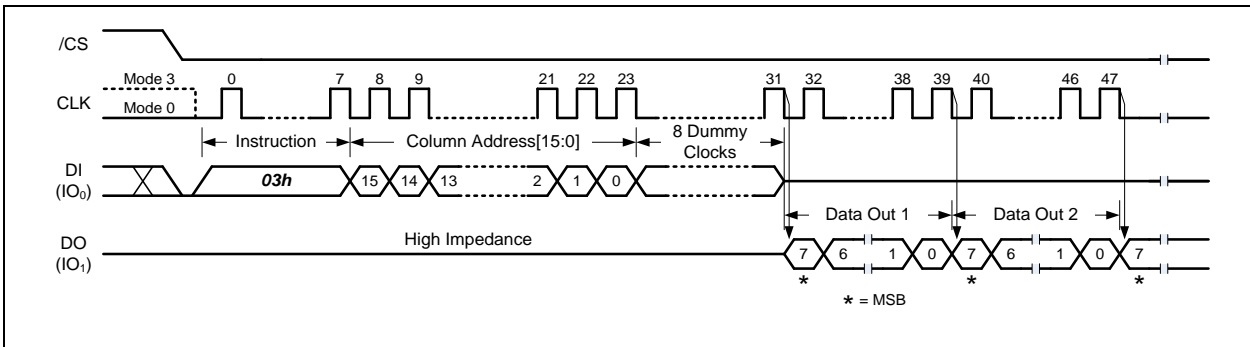 /CS
Mode 3 0 7 8 9 21 22 23 31 32 38 39 40 46 47
CLK
Mode 0
Instruction Column Address[15:0] 8 Dummy Clocks
DI
(IO0)
03h 15 14 13 2 1 0
Data Out 1 Data Out 2
DO
(IO1)
High Impedance
7 6 1 0 7 6 1 0 7
* * *
* = MSB